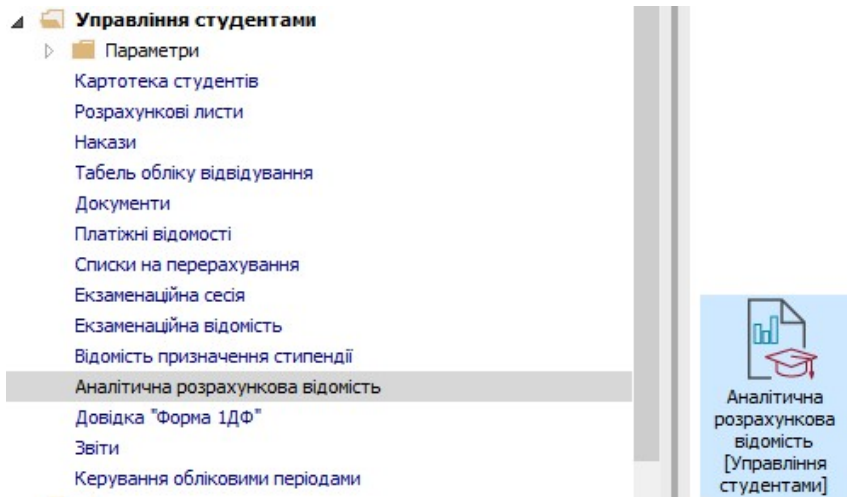 Управління студентами
Параметри
Картотека студентів
Розрахункові листи
Накази
Табель обліку відвідування
Документи
Платіжні відомості
Списки на перерахування
Екзаменаційна сесія
Екзаменаційна відомість
Відомість призначення стипендії
Аналітична розрахункова відомість
Довідка "Форма 1ДФ"
Звіти
Керування обліковими періодами
Аналітична
розрахункова
відомість
[Управління
студентами]